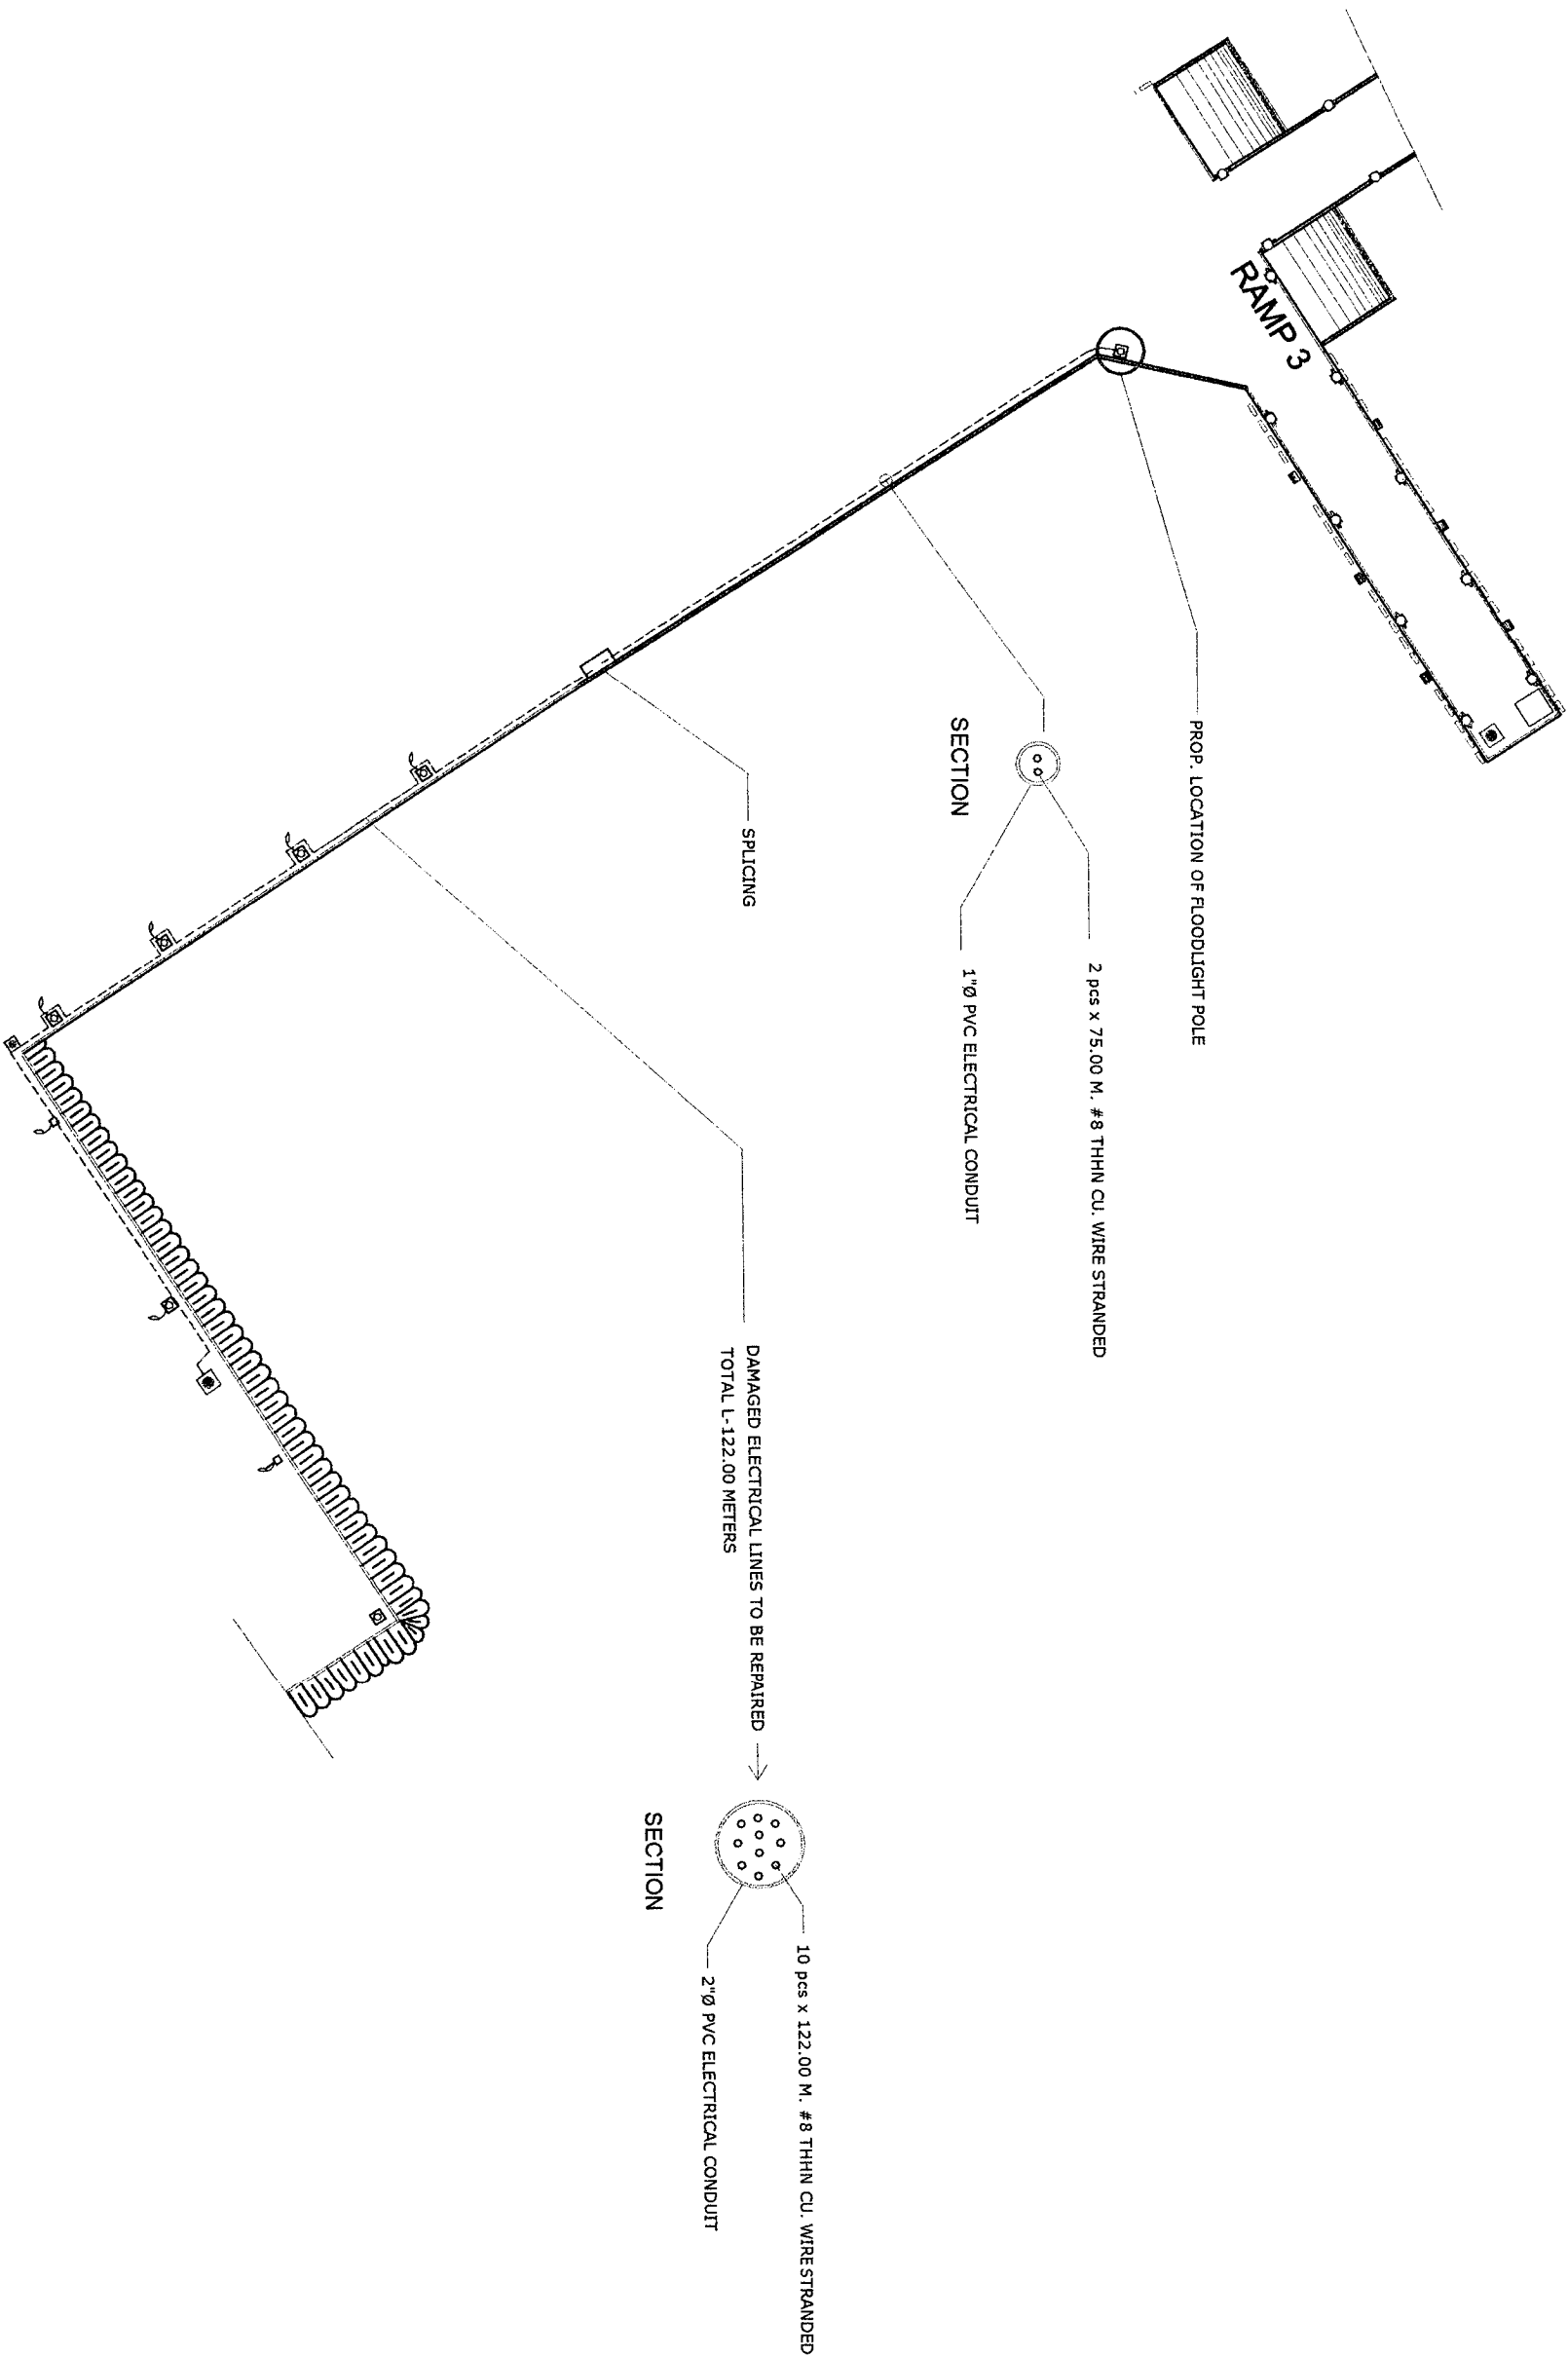 RAMP 3
PROP. LOCATION OF FLOODLIGHT POLE
2 pcs x 75.00 M. #8 THHN CU. WIRE STRANDED
1"Ø PVC ELECTRICAL CONDUIT
SECTION
SPLICING
DAMAGED ELECTRICAL LINES TO BE REPAIRED
TOTAL L-122.00 METERS
10 pcs x 122.00 M. #8 THHN CU. WIRESTRANDED
2"Ø PVC ELECTRICAL CONDUIT
SECTION